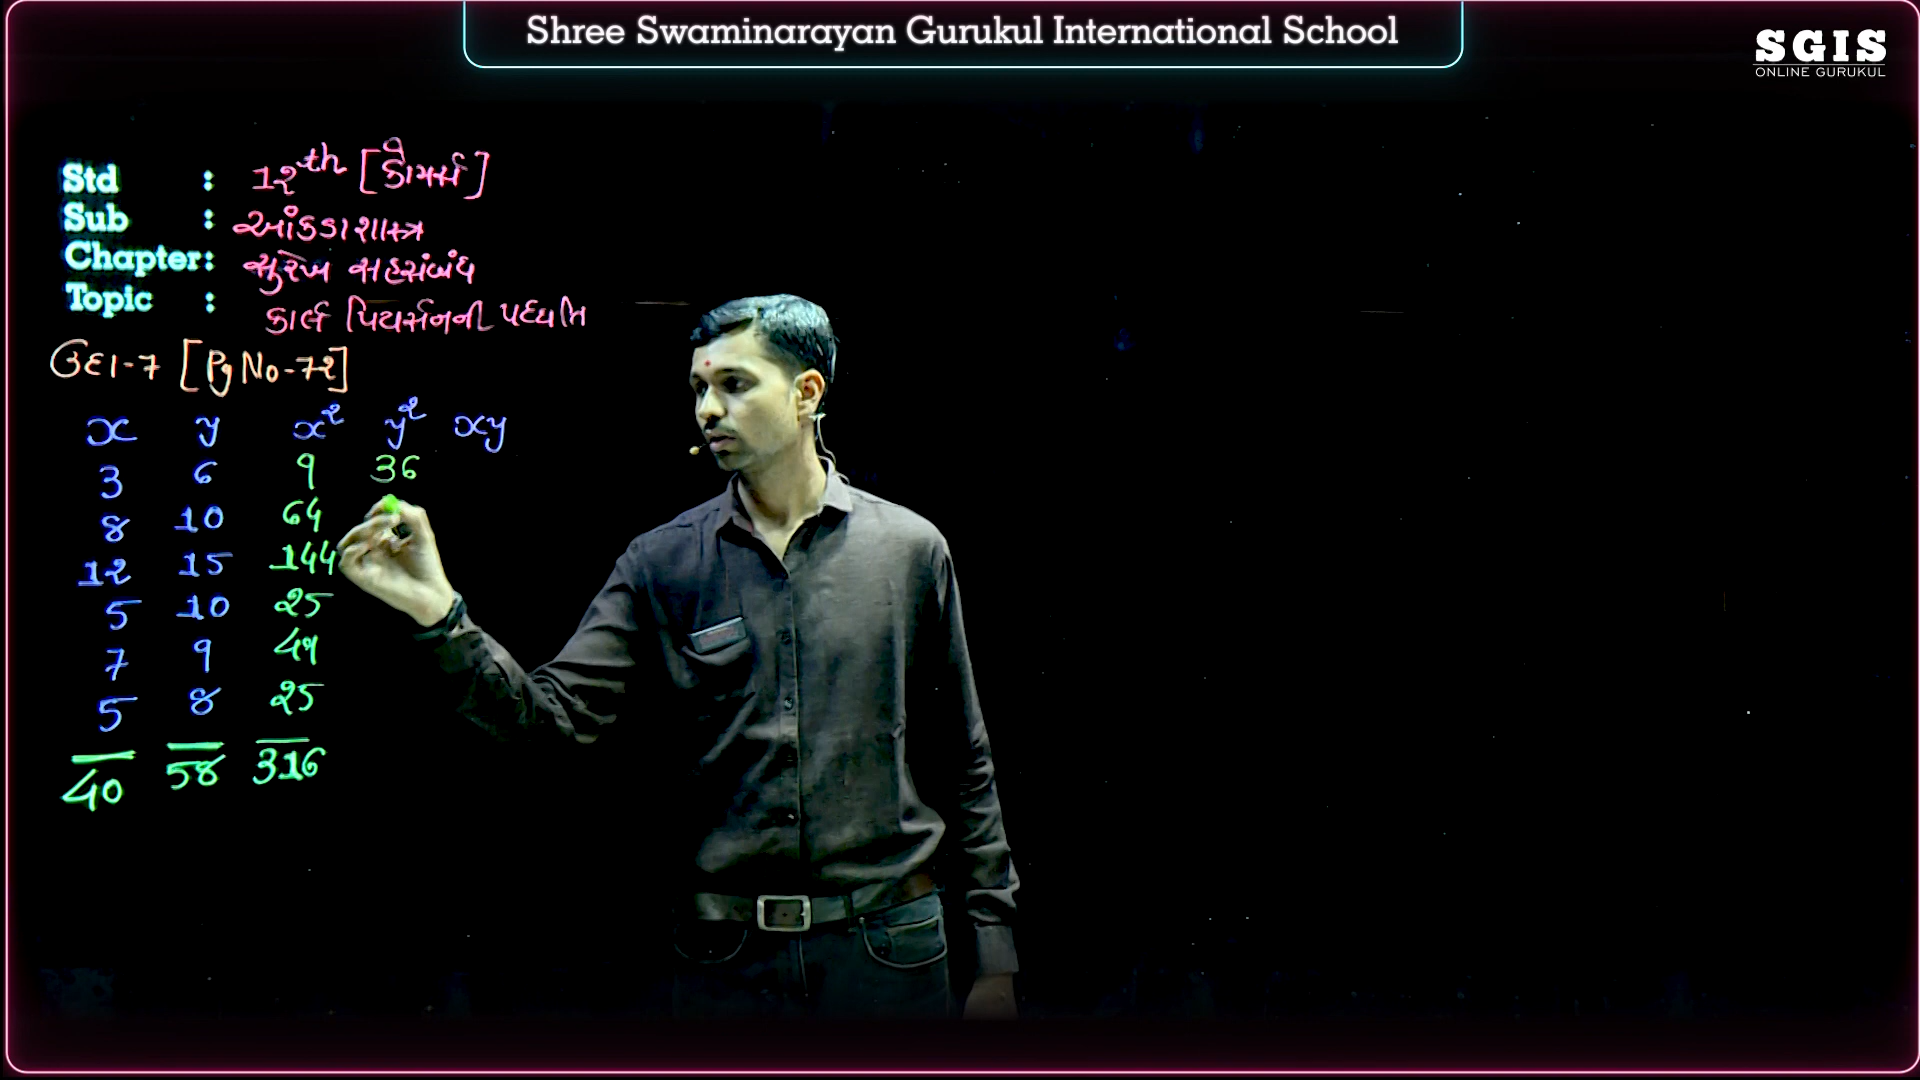 Shree Swaminarayan Gurukul International School
SGIS
ONLINE GURUKUL
Std : 12th [કોમર્સ]
Sub : આંકડાશાસ્ત્ર
Chapter: સુરેખ સહસંબંધ
Topic : કાર્લ પિયર્સનની પદ્ધતિ
ઉદા-7 [Pg No-72]
x y x² y² xy
3 6 9 36
8 10 64
12 15 144
5 10 25
7 9 49
5 8 25
40 58 316